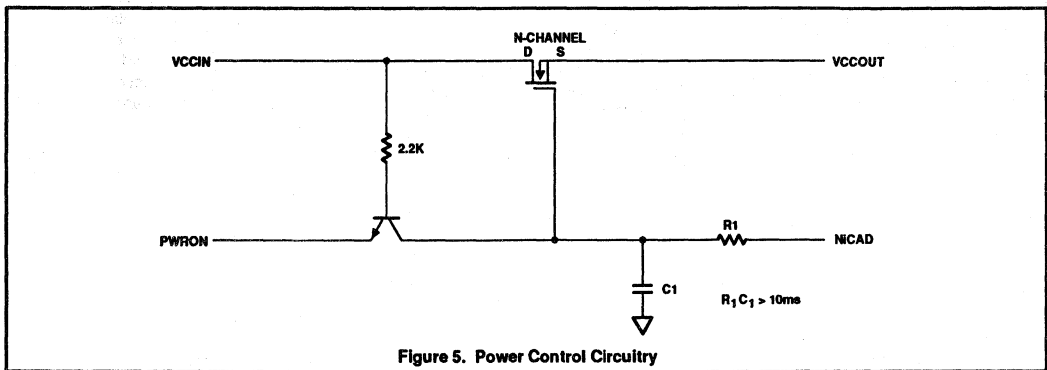 N-CHANNEL
D S
VCCIN
VCCOUT
2.2K
PWRON
R1
NiCAD
C1
R1C1 > 10ms
Figure 5. Power Control Circuitry